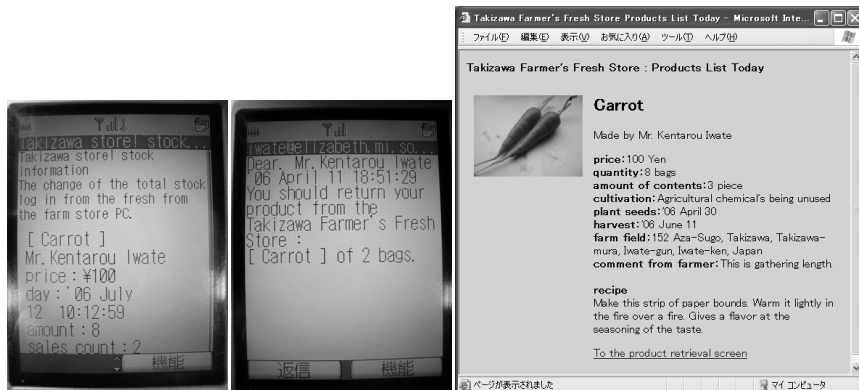 Takizawa store! stock...
Takizawa store! stock
information
The change of the total stock
log in from the fresh from
the farm store PC.
[ Carrot ]
Mr.Kentarou Iwate
price:¥100
day:'06 July
12 10:12:59
amount:8
sales count:2
機能
iwate@elizabeth.mi.so...
Dear. Mr.Kentarou Iwate
'06 April 11 18:51:29
You should return your
product from the
Takizawa Farmer's Fresh
Store :
[ Carrot ] of 2 bags.
返信 機能
Takizawa Farmer's Fresh Store Products List Today - Microsoft Inte...
ファイル(F) 編集(E) 表示(V) お気に入り(A) ツール(T) ヘルプ(H)
Takizawa Farmer's Fresh Store : Products List Today
Carrot
Made by Mr. Kentarou Iwate
price:100 Yen
quantity:8 bags
amount of contents:3 piece
cultivation:Agricultural chemical's being unused
plant seeds:'06 April 30
harvest:'06 June 11
farm field:152 Aza-Sugo, Takizawa, Takizawa-
mura, Iwate-gun, Iwate-ken, Japan
comment from farmer:This is gathering length.
recipe
Make this strip of paper bounds. Warm it lightly in
the fire over a fire. Gives a flavor at the
seasoning of the taste.
To the product retrieval screen
ページが表示されました
マイ コンピュータ